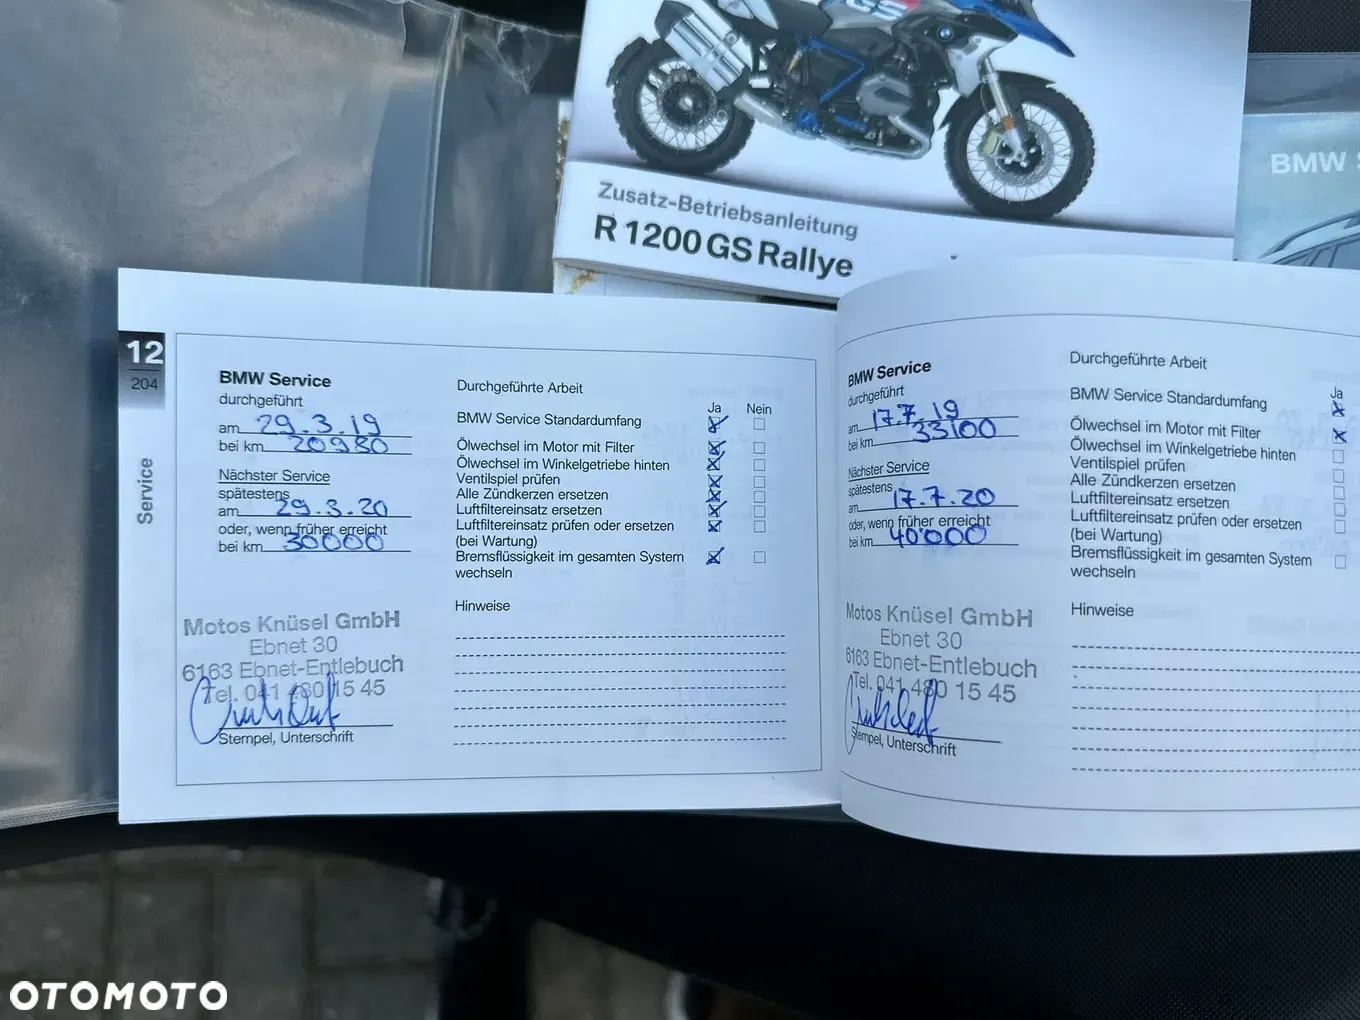 GS
BMW S
Zusatz-Betriebsanleitung
R 1200 GS Rallye
12
204
Service
BMW Service
durchgeführt
am 29.3.19
bei km 20980
Nächster Service
spätestens
am 29.3.20
oder, wenn früher erreicht
bei km 30000
Durchgeführte Arbeit
Ja Nein
BMW Service Standardumfang
Ölwechsel im Motor mit Filter
Ölwechsel im Winkelgetriebe hinten
Ventilspiel prüfen
Alle Zündkerzen ersetzen
Luftfiltereinsatz ersetzen
Luftfiltereinsatz prüfen oder ersetzen
(bei Wartung)
Bremsflüssigkeit im gesamten System
wechseln
Hinweise
Motos Knüsel GmbH
Ebnet 30
6163 Ebnet-Entlebuch
Tel. 041 480 15 45
Stempel, Unterschrift
BMW Service
durchgeführt
am 17.7.19
bei km 33100
Nächster Service
spätestens
am 17.7.20
oder, wenn früher erreicht
bei km 40'000
Durchgeführte Arbeit
Ja
BMW Service Standardumfang
Ölwechsel im Motor mit Filter
Ölwechsel im Winkelgetriebe hinten
Ventilspiel prüfen
Alle Zündkerzen ersetzen
Luftfiltereinsatz ersetzen
Luftfiltereinsatz prüfen oder ersetzen
(bei Wartung)
Bremsflüssigkeit im gesamten System
wechseln
Hinweise
Motos Knüsel GmbH
Ebnet 30
6163 Ebnet-Entlebuch
Tel. 041 480 15 45
Stempel, Unterschrift
OTOMOTO